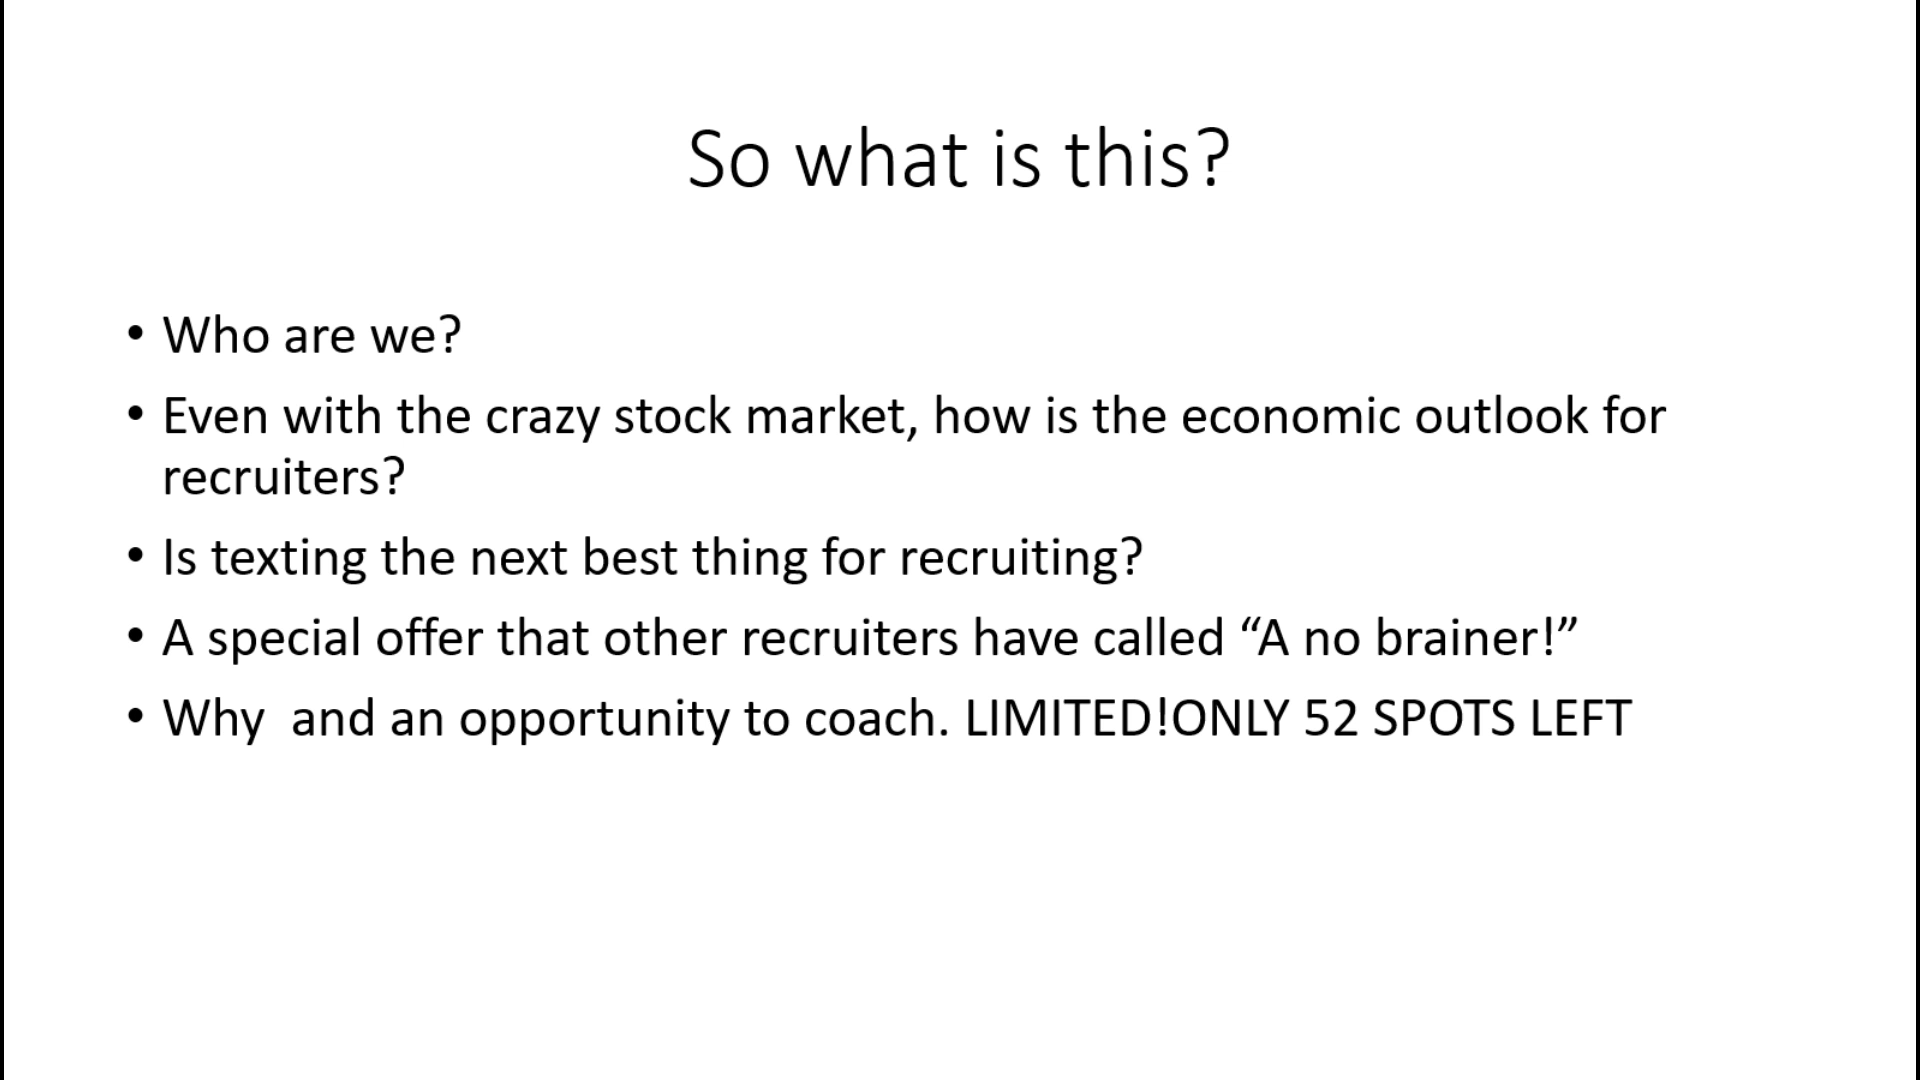 So what is this?
• Who are we?
• Even with the crazy stock market, how is the economic outlook for
recruiters?
• Is texting the next best thing for recruiting?
• A special offer that other recruiters have called “A no brainer!”
• Why  and an opportunity to coach. LIMITED!ONLY 52 SPOTS LEFT